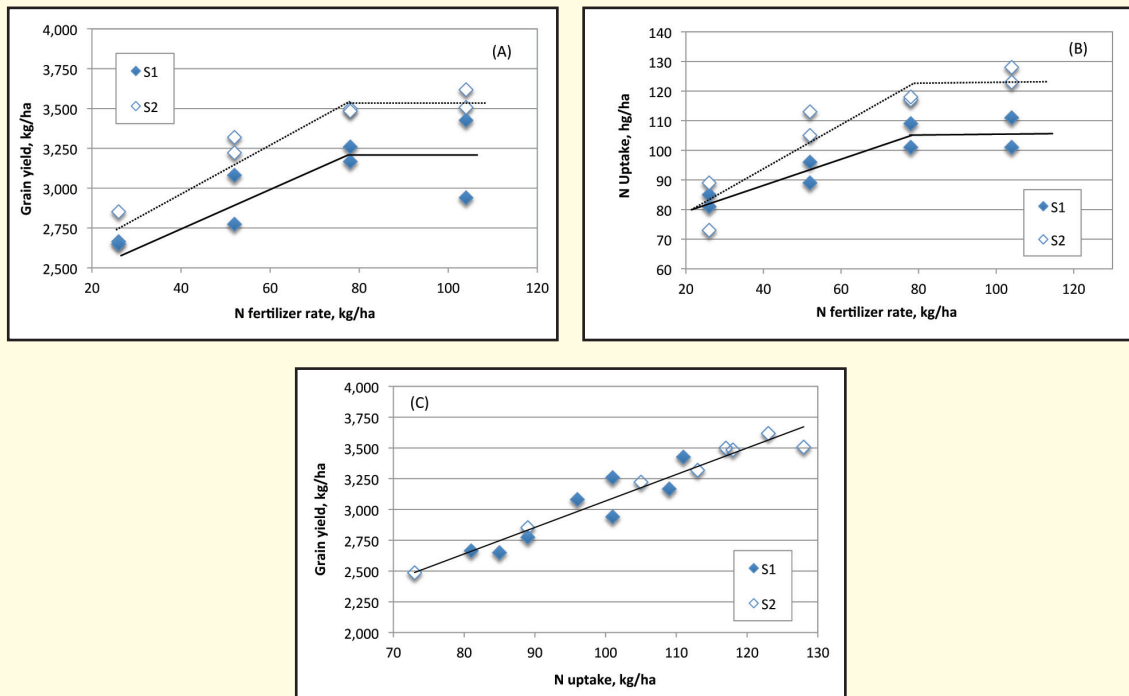 (A)
4,000
3,750
3,500
3,250
3,000
2,750
2,500
Grain yield, kg/ha
S1
S2
20 40 60 80 100 120
N fertilizer rate, kg/ha
(B)
140
130
120
110
100
90
80
70
60
N Uptake, hg/ha
S1
S2
20 40 60 80 100 120
N fertilizer rate, kg/ha
(C)
4,000
3,750
3,500
3,250
3,000
2,750
2,500
2,250
2,000
Grain yield, kg/ha
S1
S2
70 80 90 100 110 120 130
N uptake, kg/ha